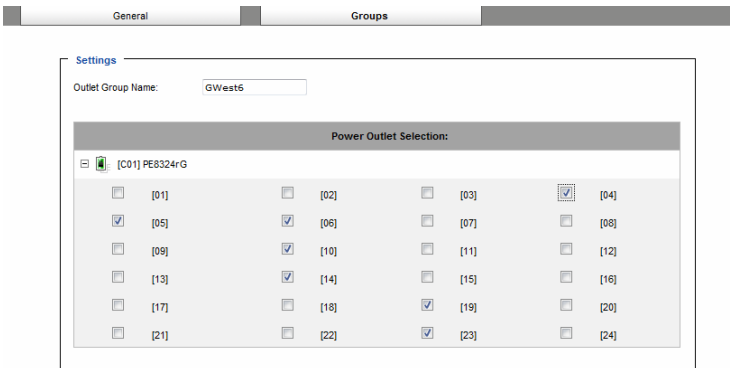 General Groups
Settings
Outlet Group Name: GWest6
Power Outlet Selection:
[C01] PE8324rG
[01] [02] [03] [04]
[05] [06] [07] [08]
[09] [10] [11] [12]
[13] [14] [15] [16]
[17] [18] [19] [20]
[21] [22] [23] [24]